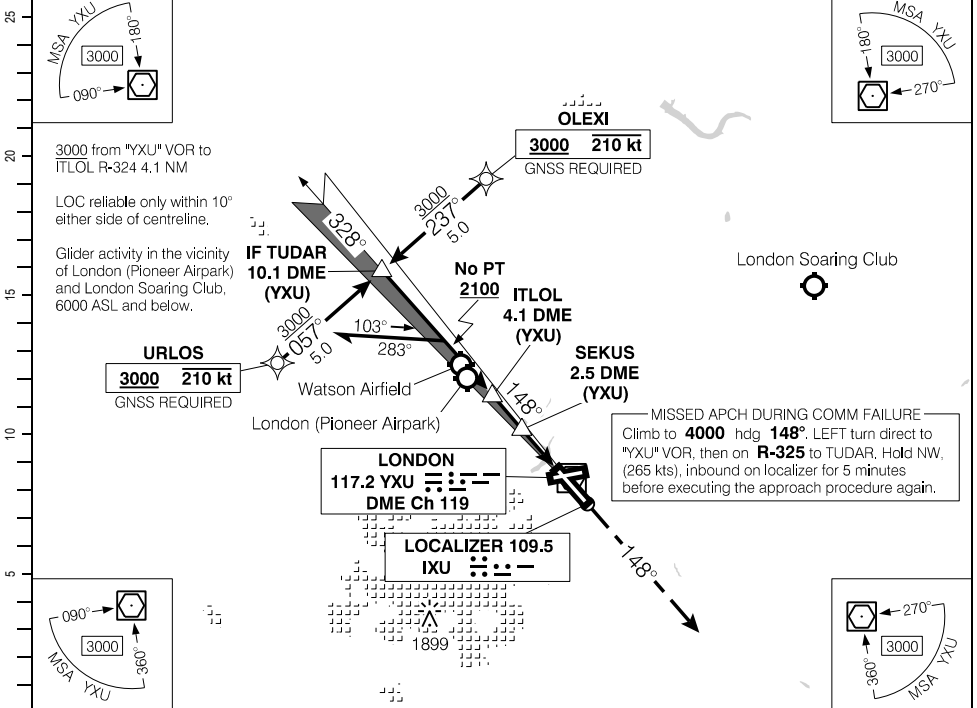 25
20
15
10
5
MSA YXU
180°
3000
090°
MSA YXU
180°
3000
270°
3000 from "YXU" VOR to
ITLOL R-324 4.1 NM
LOC reliable only within 10°
either side of centreline.
Glider activity in the vicinity
of London (Pioneer Airpark)
and London Soaring Club,
6000 ASL and below.
OLEXI
3000 210 kt
GNSS REQUIRED
3000
237°
5.0
328°
IF TUDAR
10.1 DME
(YXU)
No PT
2100
ITLOL
4.1 DME
(YXU)
London Soaring Club
3000
057°
5.0
103°
283°
URLOS
3000 210 kt
GNSS REQUIRED
SEKUS
2.5 DME
(YXU)
Watson Airfield
London (Pioneer Airpark)
148°
MISSED APCH DURING COMM FAILURE
Climb to 4000 hdg 148°. LEFT turn direct to
"YXU" VOR, then on R-325 to TUDAR. Hold NW,
(265 kts), inbound on localizer for 5 minutes
before executing the approach procedure again.
LONDON
117.2 YXU
DME Ch 119
LOCALIZER 109.5
IXU
148°
1899
090°
3000
360°
MSA YXU
270°
3000
360°
MSA YXU